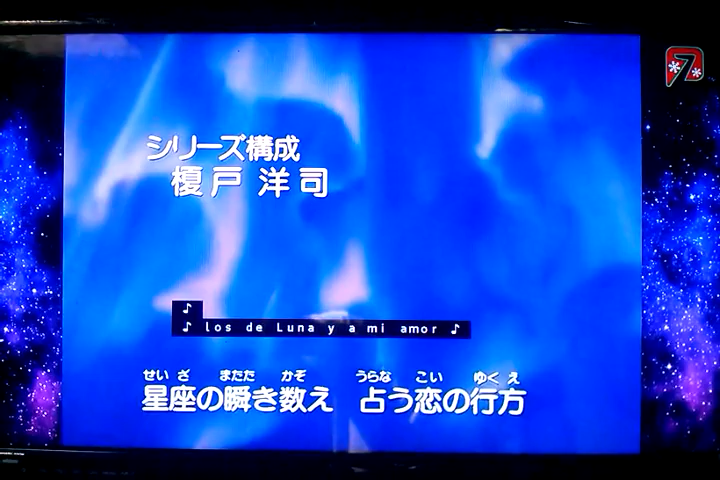 シリーズ構成
榎戸 洋司
♪
♪ los de Luna y a mi amor ♪
せい ざ またた かぞ うらな こい ゆく え
星座の瞬き数え 占う恋の行方
7